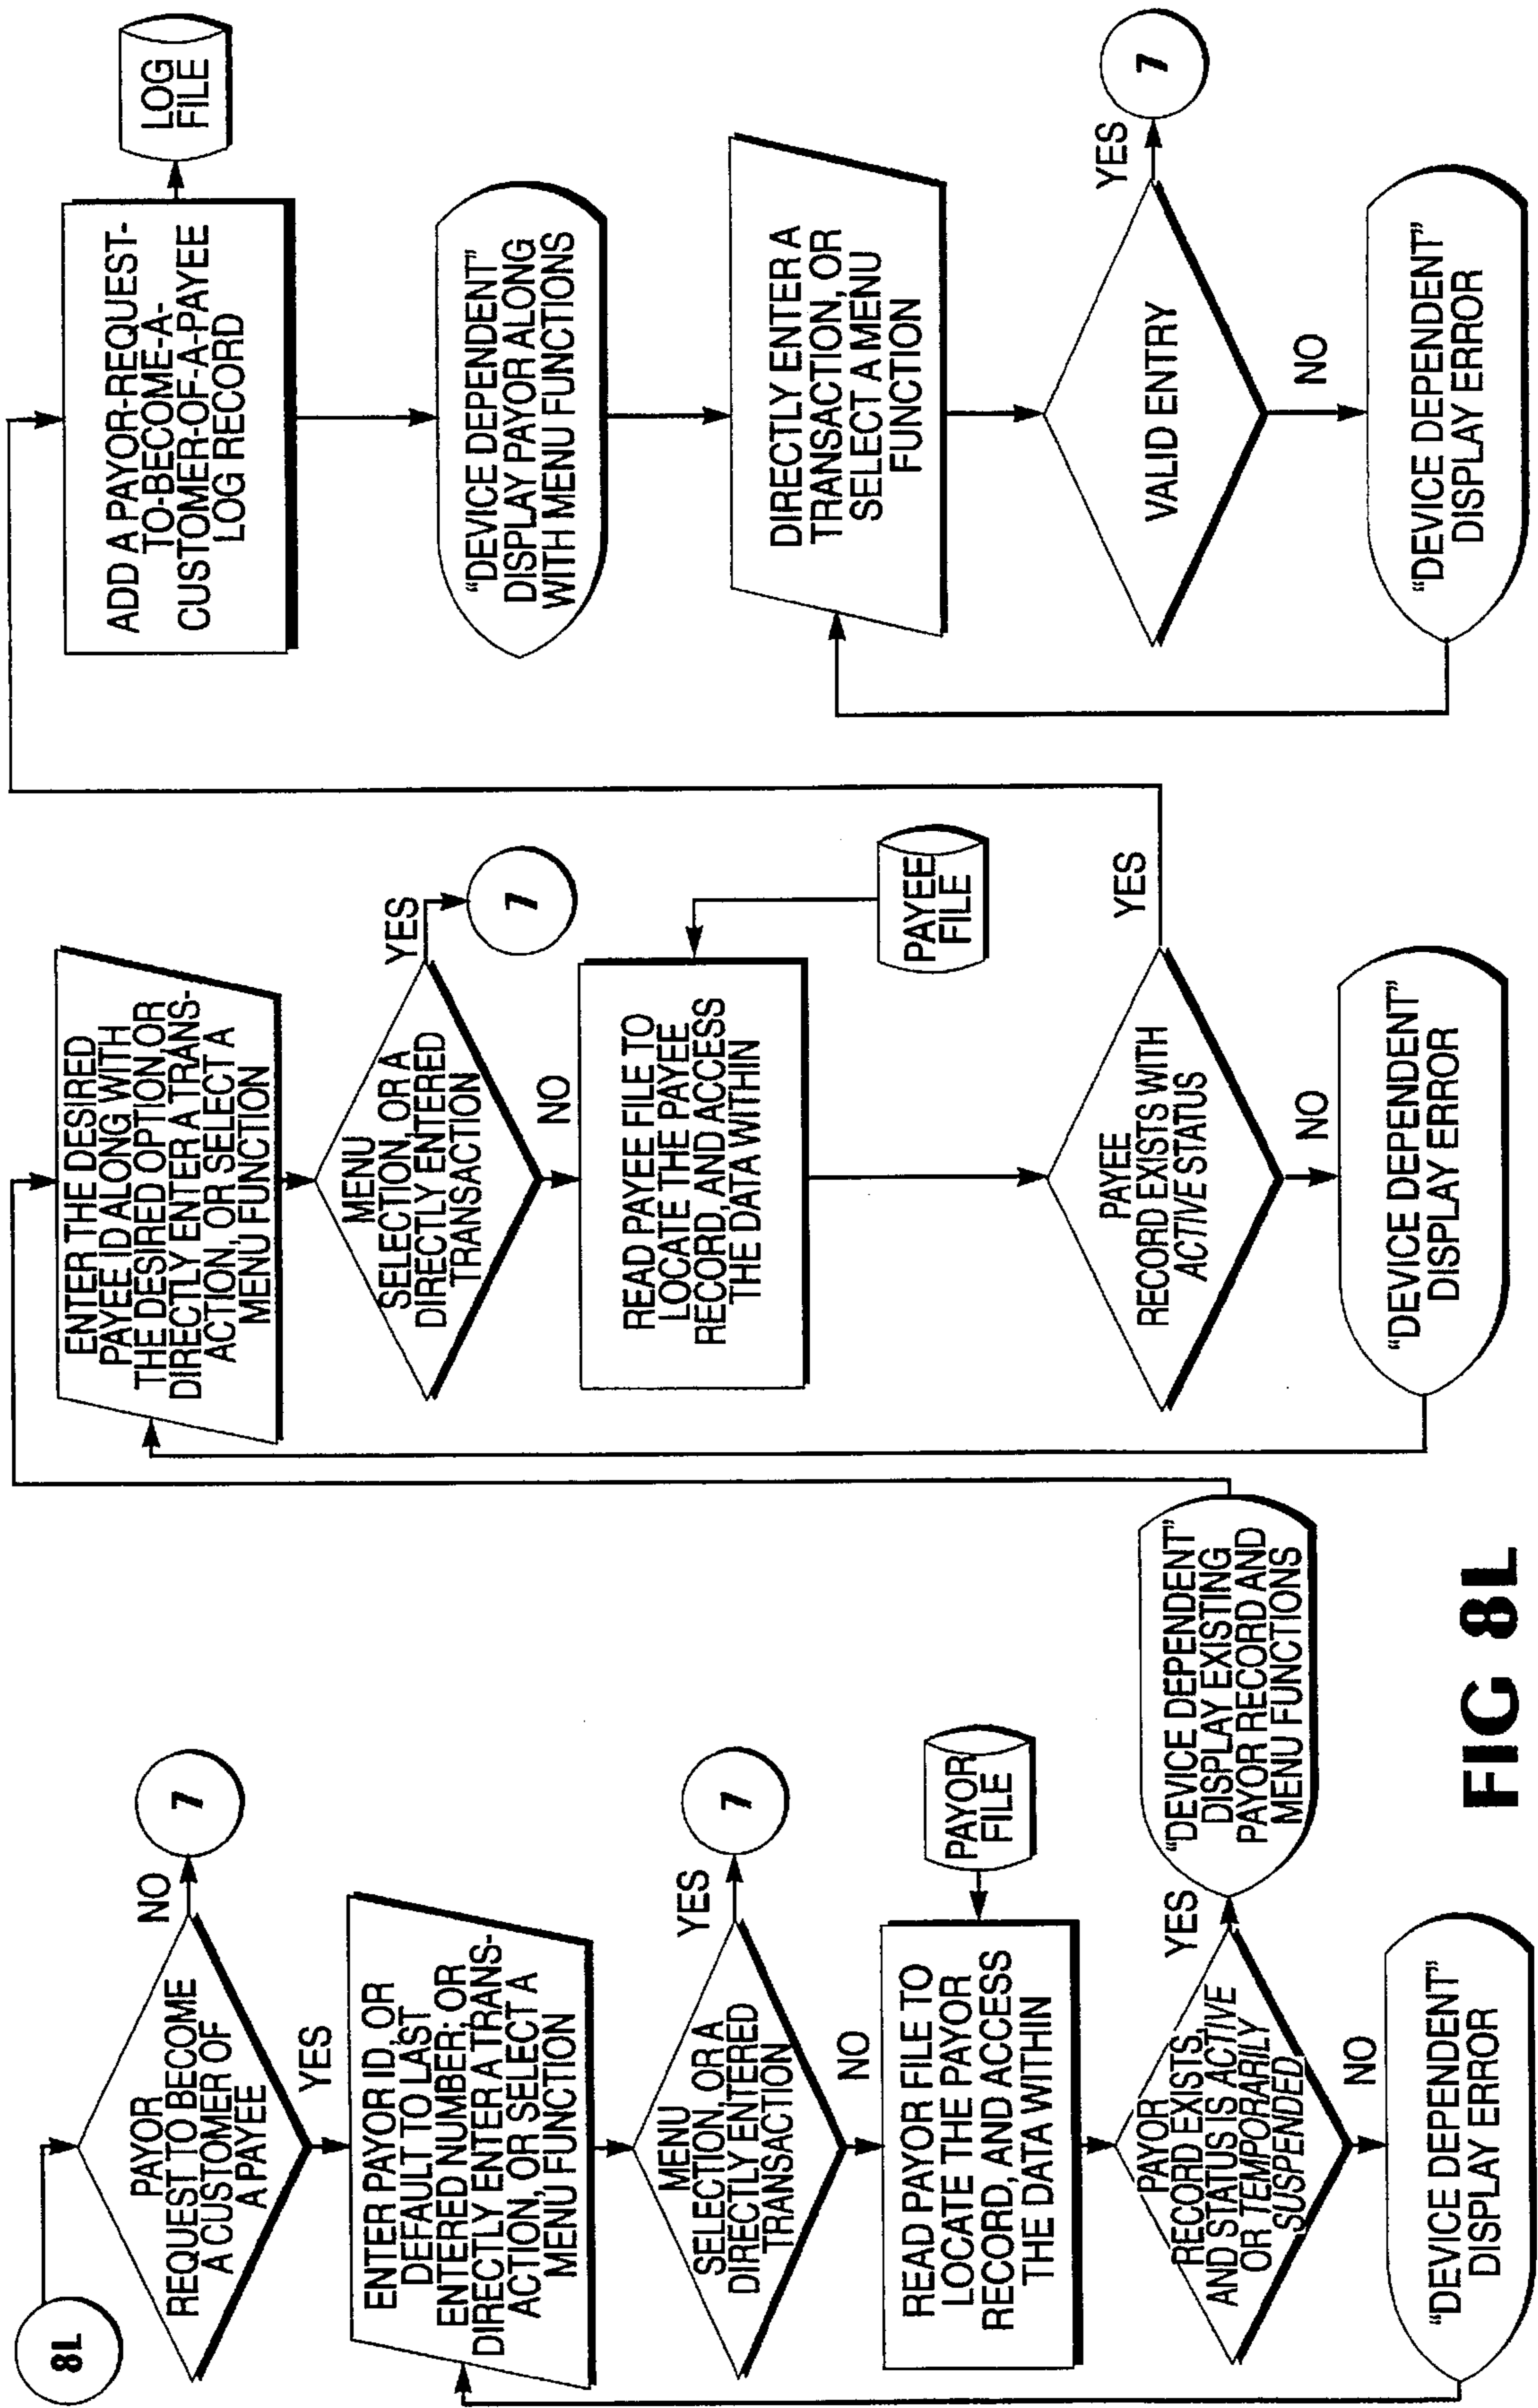 8L
PAYOR
REQUEST TO BECOME
A CUSTOMER OF
A PAYEE
NO
7
YES
ENTER PAYOR ID, OR
DEFAULT TO LAST
ENTERED NUMBER; OR
DIRECTLY ENTER A TRANS-
ACTION, OR SELECT A
MENU FUNCTION
MENU
SELECTION, OR A
DIRECTLY ENTERED
TRANSACTION
YES
7
NO
READ PAYOR FILE TO
LOCATE THE PAYOR
RECORD, AND ACCESS
THE DATA WITHIN
PAYOR
FILE
PAYOR
RECORD EXISTS,
AND STATUS IS ACTIVE
OR TEMPORARILY
SUSPENDED
YES
"DEVICE DEPENDENT"
DISPLAY EXISTING
PAYOR RECORD AND
MENU FUNCTIONS
NO
"DEVICE DEPENDENT"
DISPLAY ERROR
ENTER THE DESIRED
PAYEE ID ALONG WITH
THE DESIRED OPTION OR
DIRECTLY ENTER A TRANS-
ACTION, OR SELECT A
MENU FUNCTION
MENU
SELECTION, OR A
DIRECTLY ENTERED
TRANSACTION
YES
7
NO
READ PAYEE FILE TO
LOCATE THE PAYEE
RECORD, AND ACCESS
THE DATA WITHIN
PAYEE
FILE
PAYEE
RECORD EXISTS WITH
ACTIVE STATUS
YES
NO
"DEVICE DEPENDENT"
DISPLAY ERROR
ADD A PAYOR-REQUEST-
TO-BECOME-A-
CUSTOMER-OF-A-PAYEE
LOG RECORD
LOG
FILE
"DEVICE DEPENDENT"
DISPLAY PAYOR ALONG
WITH MENU FUNCTIONS
DIRECTLY ENTER A
TRANSACTION, OR
SELECT A MENU
FUNCTION
VALID ENTRY
YES
7
NO
"DEVICE DEPENDENT"
DISPLAY ERROR
FIG 8L